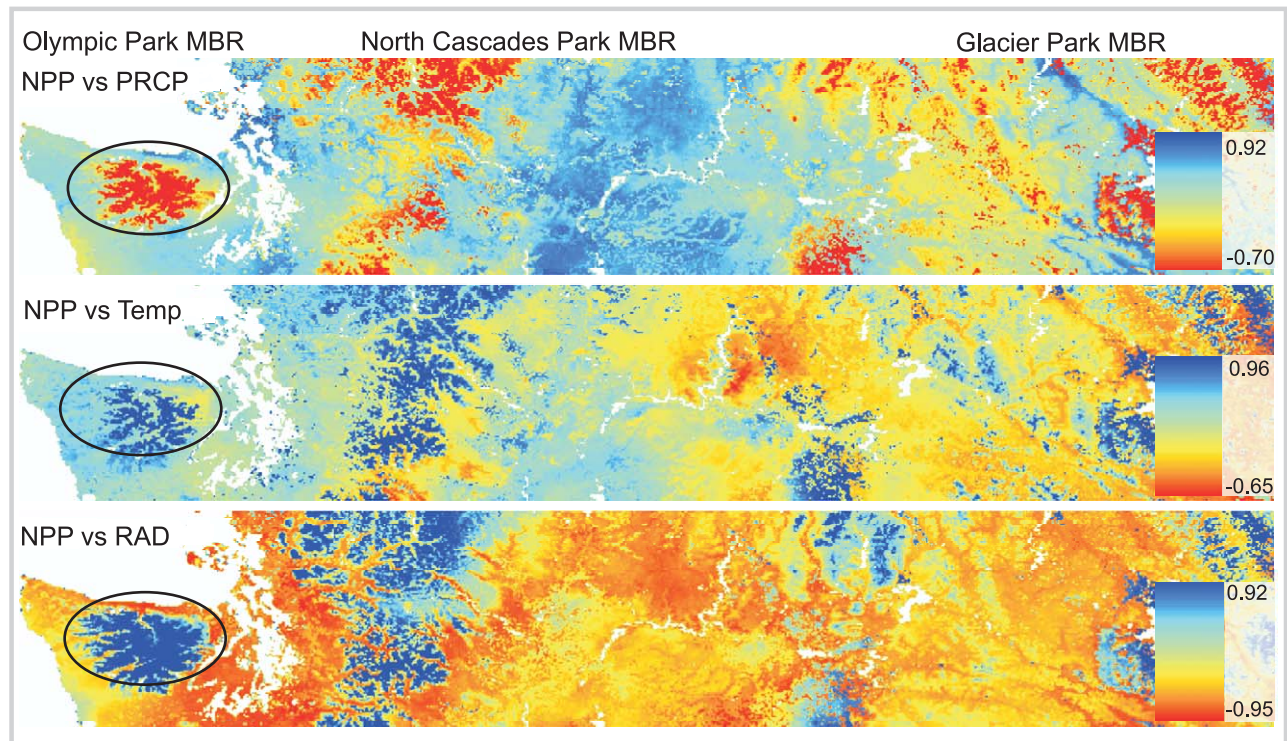 Olympic Park MBR North Cascades Park MBR Glacier Park MBR
NPP vs PRCP
0.92
-0.70
NPP vs Temp
0.96
-0.65
NPP vs RAD
0.92
-0.95